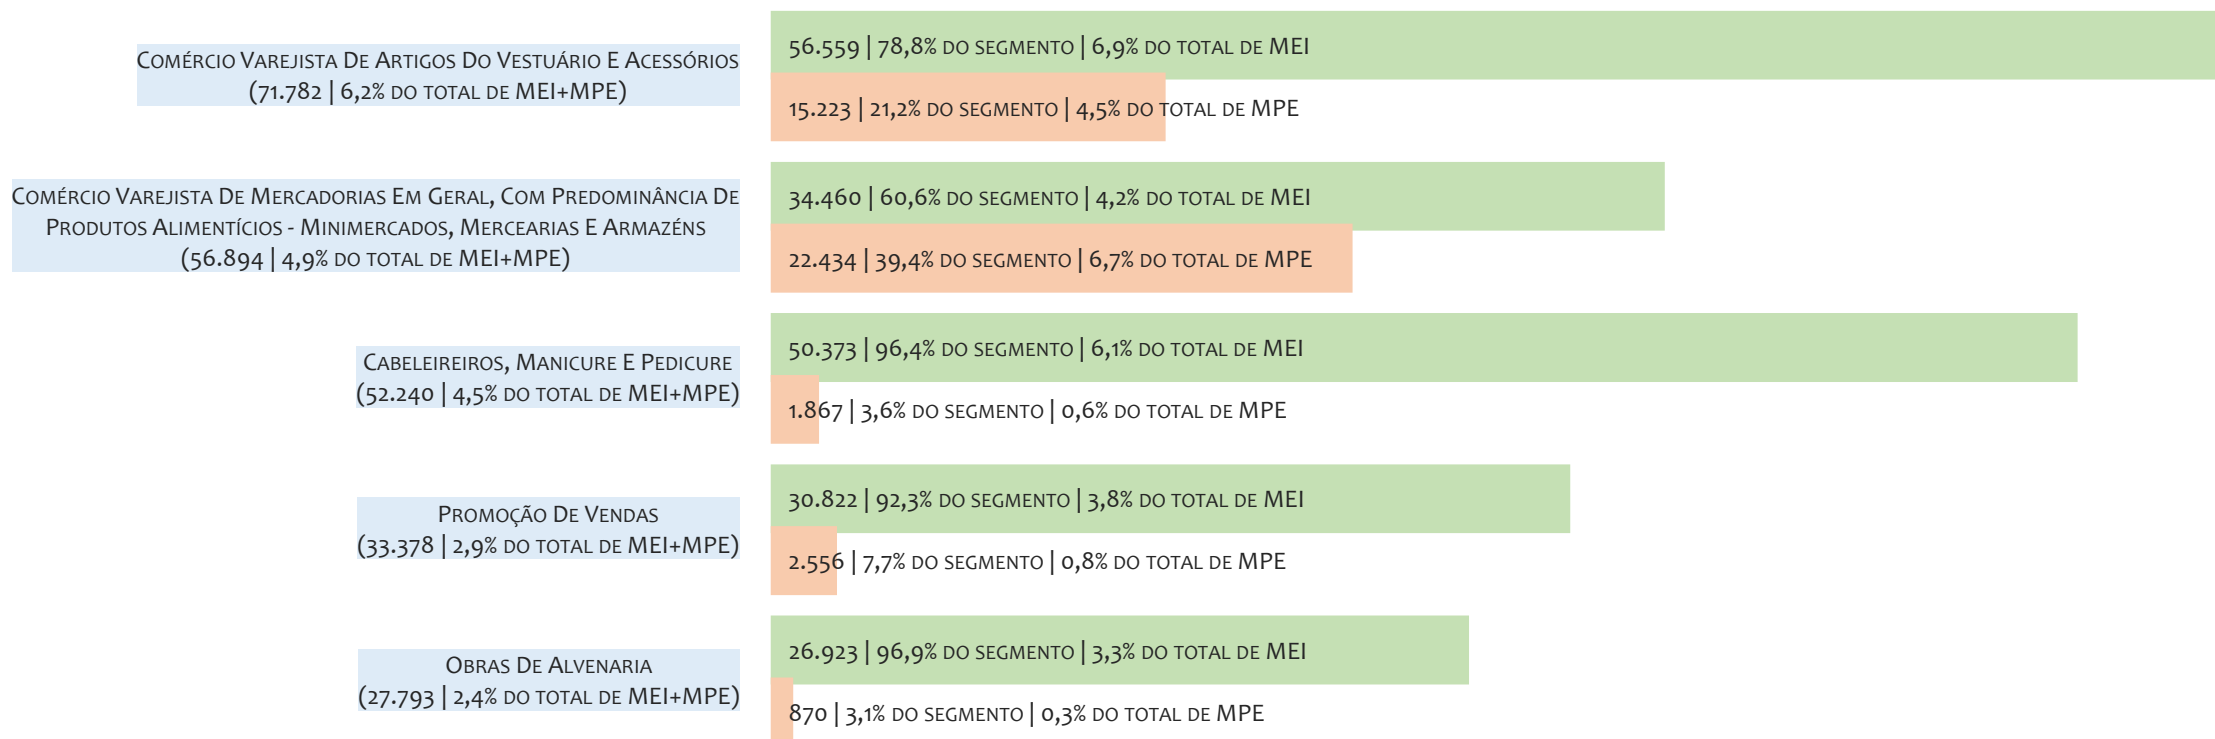 Comércio Varejista De Artigos Do Vestuário E Acessórios
(71.782 | 6,2% do total de MEI+MPE)
56.559 | 78,8% do segmento | 6,9% do total de MEI
15.223 | 21,2% do segmento | 4,5% do total de MPE
Comércio Varejista De Mercadorias Em Geral, Com Predominância De
Produtos Alimentícios - Minimercados, Mercearias E Armazéns
(56.894 | 4,9% do total de MEI+MPE)
34.460 | 60,6% do segmento | 4,2% do total de MEI
22.434 | 39,4% do segmento | 6,7% do total de MPE
Cabeleireiros, Manicure E Pedicure
(52.240 | 4,5% do total de MEI+MPE)
50.373 | 96,4% do segmento | 6,1% do total de MEI
1.867 | 3,6% do segmento | 0,6% do total de MPE
Promoção De Vendas
(33.378 | 2,9% do total de MEI+MPE)
30.822 | 92,3% do segmento | 3,8% do total de MEI
2.556 | 7,7% do segmento | 0,8% do total de MPE
Obras De Alvenaria
(27.793 | 2,4% do total de MEI+MPE)
26.923 | 96,9% do segmento | 3,3% do total de MEI
870 | 3,1% do segmento | 0,3% do total de MPE